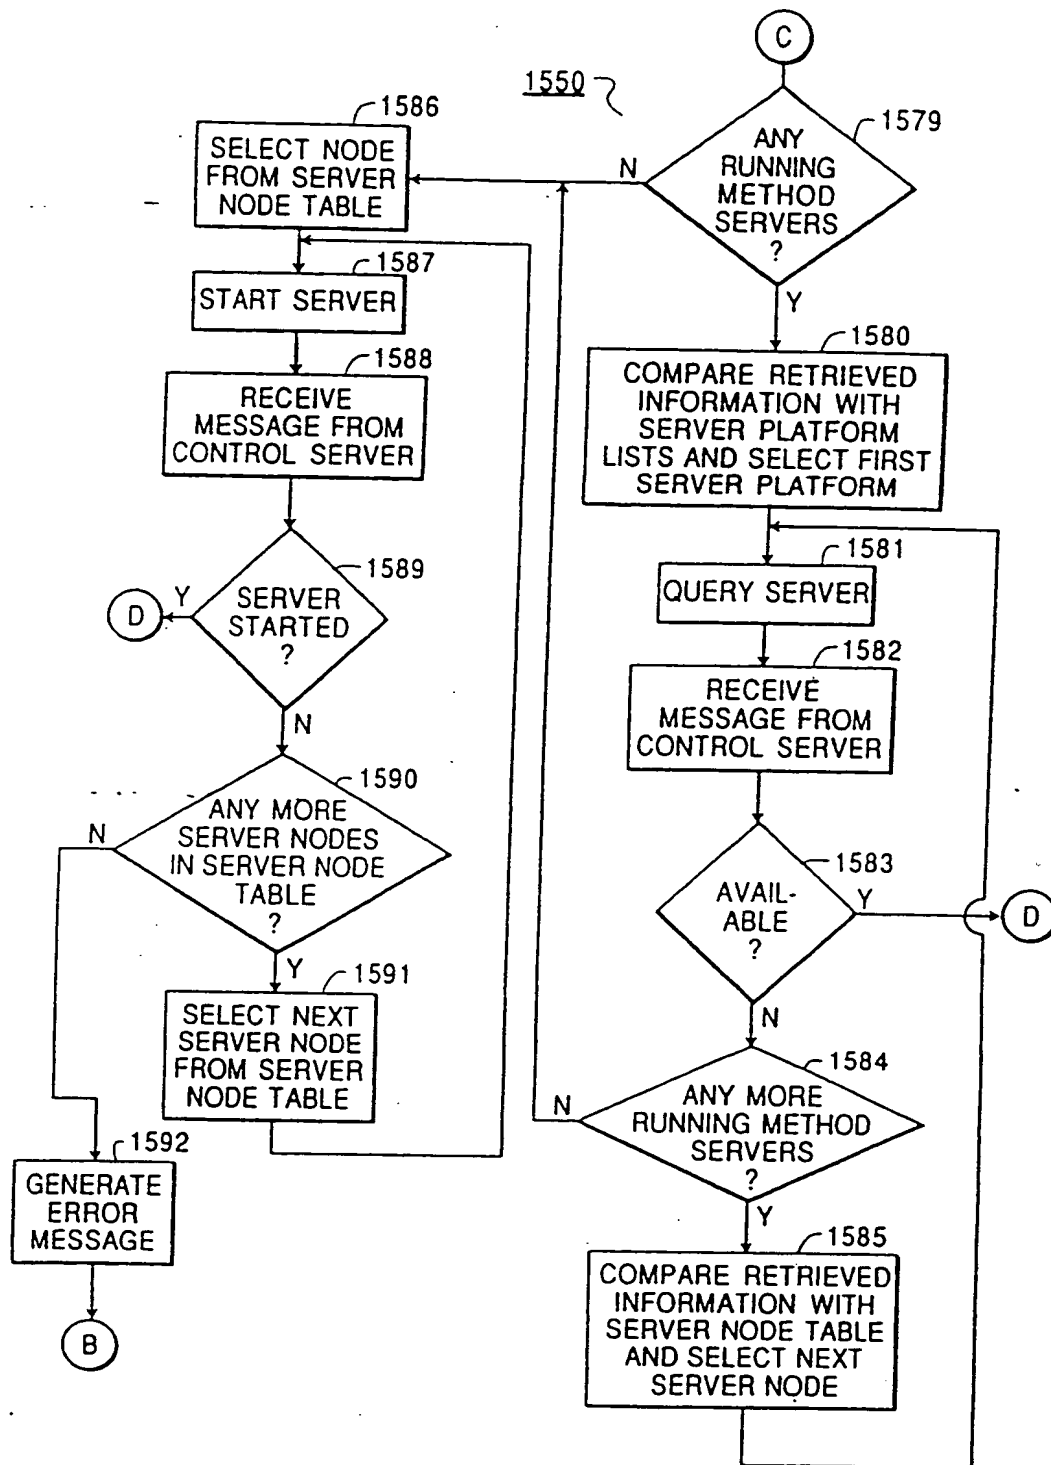 C
1550
1579
ANY
RUNNING
METHOD
SERVERS
?
N
Y
1586
SELECT NODE
FROM SERVER
NODE TABLE
1587
START SERVER
1588
RECEIVE
MESSAGE FROM
CONTROL SERVER
1589
SERVER
STARTED
?
Y
D
N
1590
ANY MORE
SERVER NODES
IN SERVER NODE
TABLE
?
N
Y
1591
SELECT NEXT
SERVER NODE
FROM SERVER
NODE TABLE
1592
GENERATE
ERROR
MESSAGE
B
1580
COMPARE RETRIEVED
INFORMATION WITH
SERVER PLATFORM
LISTS AND SELECT FIRST
SERVER PLATFORM
1581
QUERY SERVER
1582
RECEIVE
MESSAGE FROM
CONTROL SERVER
1583
AVAIL-
ABLE
?
Y
D
N
1584
ANY MORE
RUNNING METHOD
SERVERS
?
N
Y
1585
COMPARE RETRIEVED
INFORMATION WITH
SERVER NODE TABLE
AND SELECT NEXT
SERVER NODE